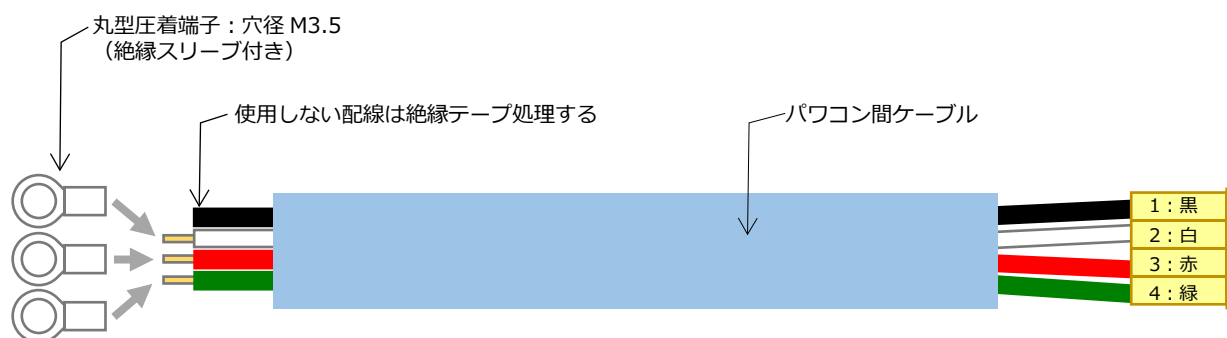 丸型圧着端子：穴径 M3.5
（絶縁スリーブ付き）
使用しない配線は絶縁テープ処理する
パワコン間ケーブル
1：黒
2：白
3：赤
4：緑